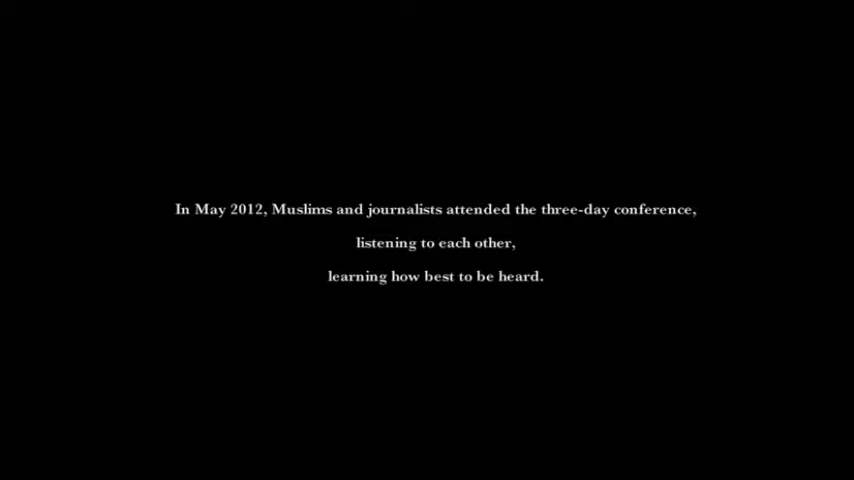 In May 2012, Muslims and journalists attended the three-day conference,
listening to each other,
learning how best to be heard.